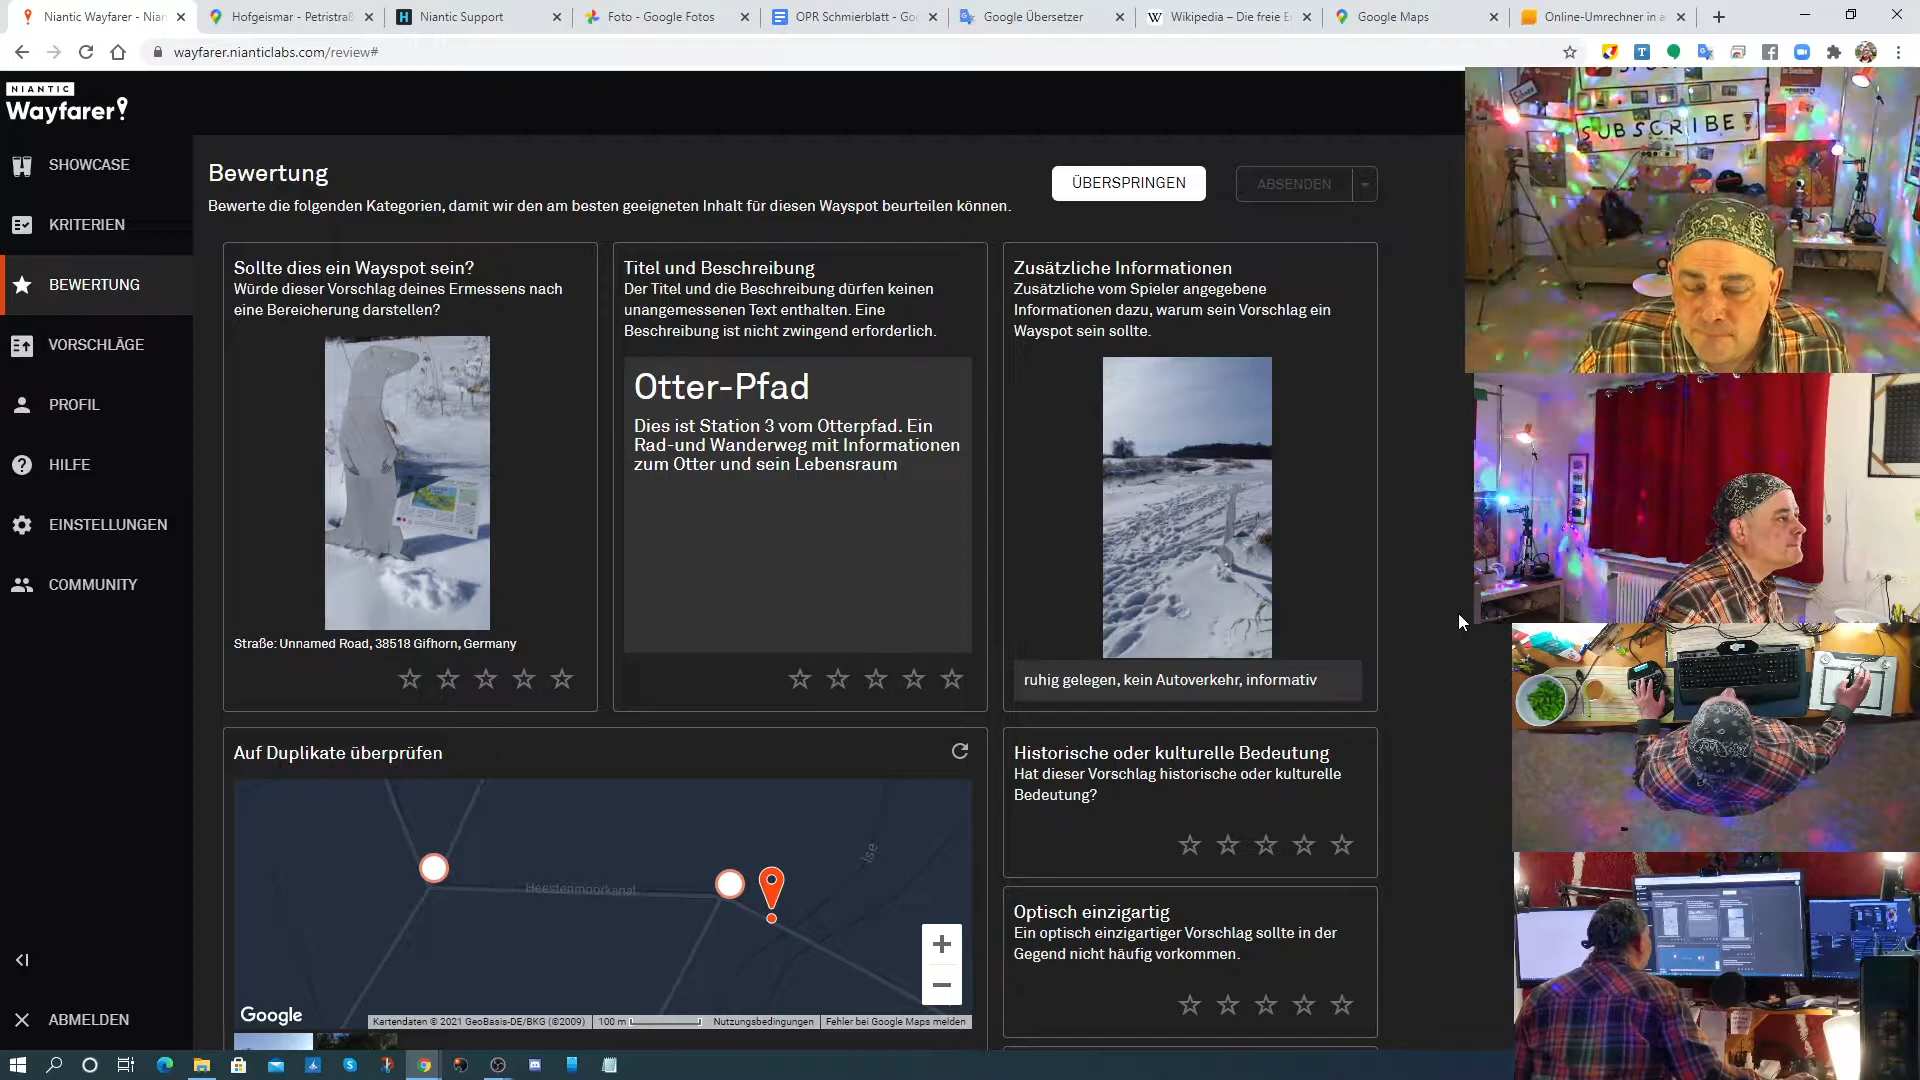 Niantic Wayfarer - Nian
Hofgeismar - Petristraß
Niantic Support
Foto - Google Fotos
OPR Schmierblatt - Go
Google Übersetzer
Wikipedia – Die freie E
Google Maps
Online-Umrechner in a
wayfarer.nianticlabs.com/review#
NIANTIC
Wayfarer
SHOWCASE
KRITERIEN
BEWERTUNG
VORSCHLÄGE
PROFIL
HILFE
EINSTELLUNGEN
COMMUNITY
ABMELDEN
Bewertung
Bewerte die folgenden Kategorien, damit wir den am besten geeigneten Inhalt für diesen Wayspot beurteilen können.
ÜBERSPRINGEN
ABSENDEN
Sollte dies ein Wayspot sein?
Würde dieser Vorschlag deines Ermessens nach
eine Bereicherung darstellen?
Straße: Unnamed Road, 38518 Gifhorn, Germany
Titel und Beschreibung
Der Titel und die Beschreibung dürfen keinen
unangemessenen Text enthalten. Eine
Beschreibung ist nicht zwingend erforderlich.
Otter-Pfad
Dies ist Station 3 vom Otterpfad. Ein
Rad-und Wanderweg mit Informationen
zum Otter und sein Lebensraum
Zusätzliche Informationen
Zusätzliche vom Spieler angegebene
Informationen dazu, warum sein Vorschlag ein
Wayspot sein sollte.
ruhig gelegen, kein Autoverkehr, informativ
Auf Duplikate überprüfen
Heestenmoorkanal
Ise
Google
Kartendaten © 2021 GeoBasis-DE/BKG (©2009)
100 m
Nutzungsbedingungen
Fehler bei Google Maps melden
Historische oder kulturelle Bedeutung
Hat dieser Vorschlag historische oder kulturelle
Bedeutung?
Optisch einzigartig
Ein optisch einzigartiger Vorschlag sollte in der
Gegend nicht häufig vorkommen.
SUBSCRIBE!